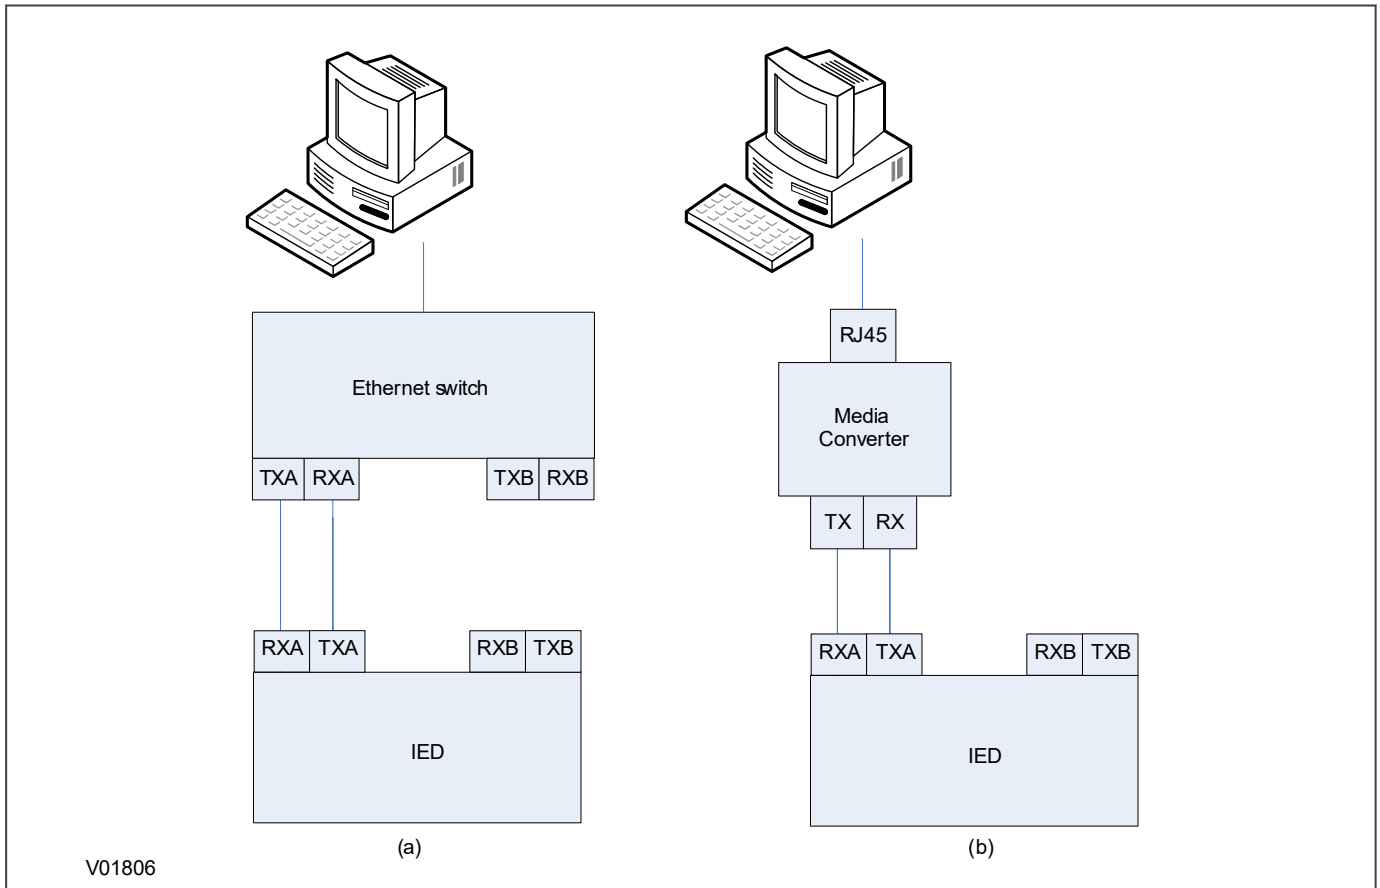 Ethernet switch
TXA RXA
TXB RXB
RXA TXA
RXB TXB
IED
(a)
RJ45
Media
Converter
TX RX
RXA TXA
RXB TXB
IED
(b)
V01806